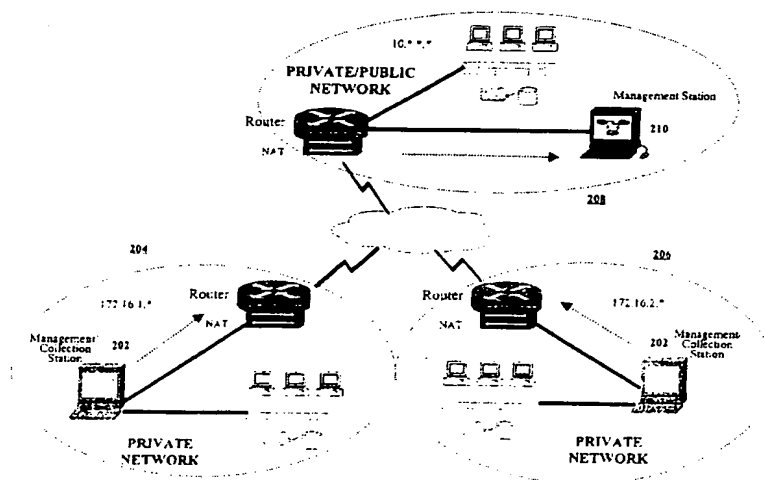 10.*.*.*
PRIVATE/PUBLIC
NETWORK
Management Station
210
Router
NAT
208
204
206
172.16.1.*
Router
NAT
Management
Collection
Station
202
PRIVATE
NETWORK
Router
NAT
172.16.2.*
202
Management
Collection
Station
PRIVATE
NETWORK